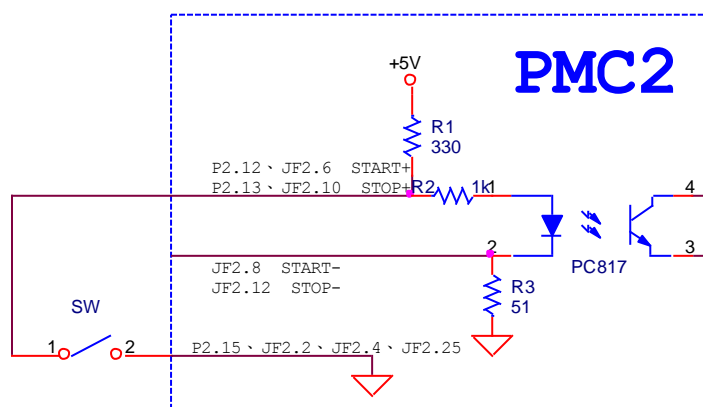 PMC2
+5V
R1
330
P2.12、JF2.6 START+
P2.13、JF2.10 STOP+
R2
1k
1
4
2
3
JF2.8 START-
JF2.12 STOP-
PC817
R3
51
SW
1
2
P2.15、JF2.2、JF2.4、JF2.25